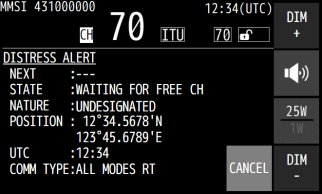 MMSI 431000000 12:34(UTC)
DIM
+
CH 70 ITU 70
DISTRESS ALERT
NEXT :---
STATE :WAITING FOR FREE CH
NATURE :UNDESIGNATED
POSITION : 12°34.5678'N
123°45.6789'E
UTC :12:34
COMM TYPE:ALL MODES RT
25W
1W
CANCEL
DIM
-